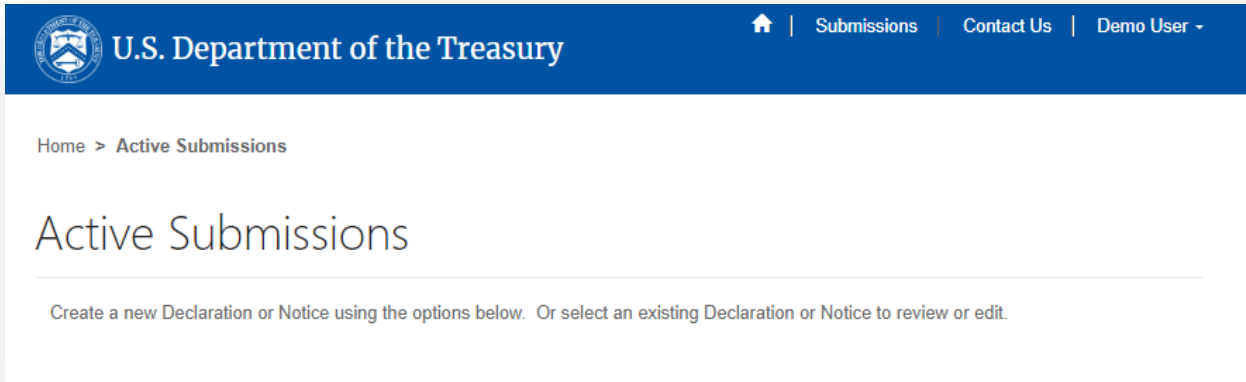 U.S. Department of the Treasury
Submissions | Contact Us | Demo User
Home > Active Submissions
Active Submissions
Create a new Declaration or Notice using the options below. Or select an existing Declaration or Notice to review or edit.